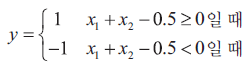 y = { 1 x₁ + x₂ − 0.5 ≥ 0일 때
−1 x₁ + x₂ − 0.5 < 0일 때